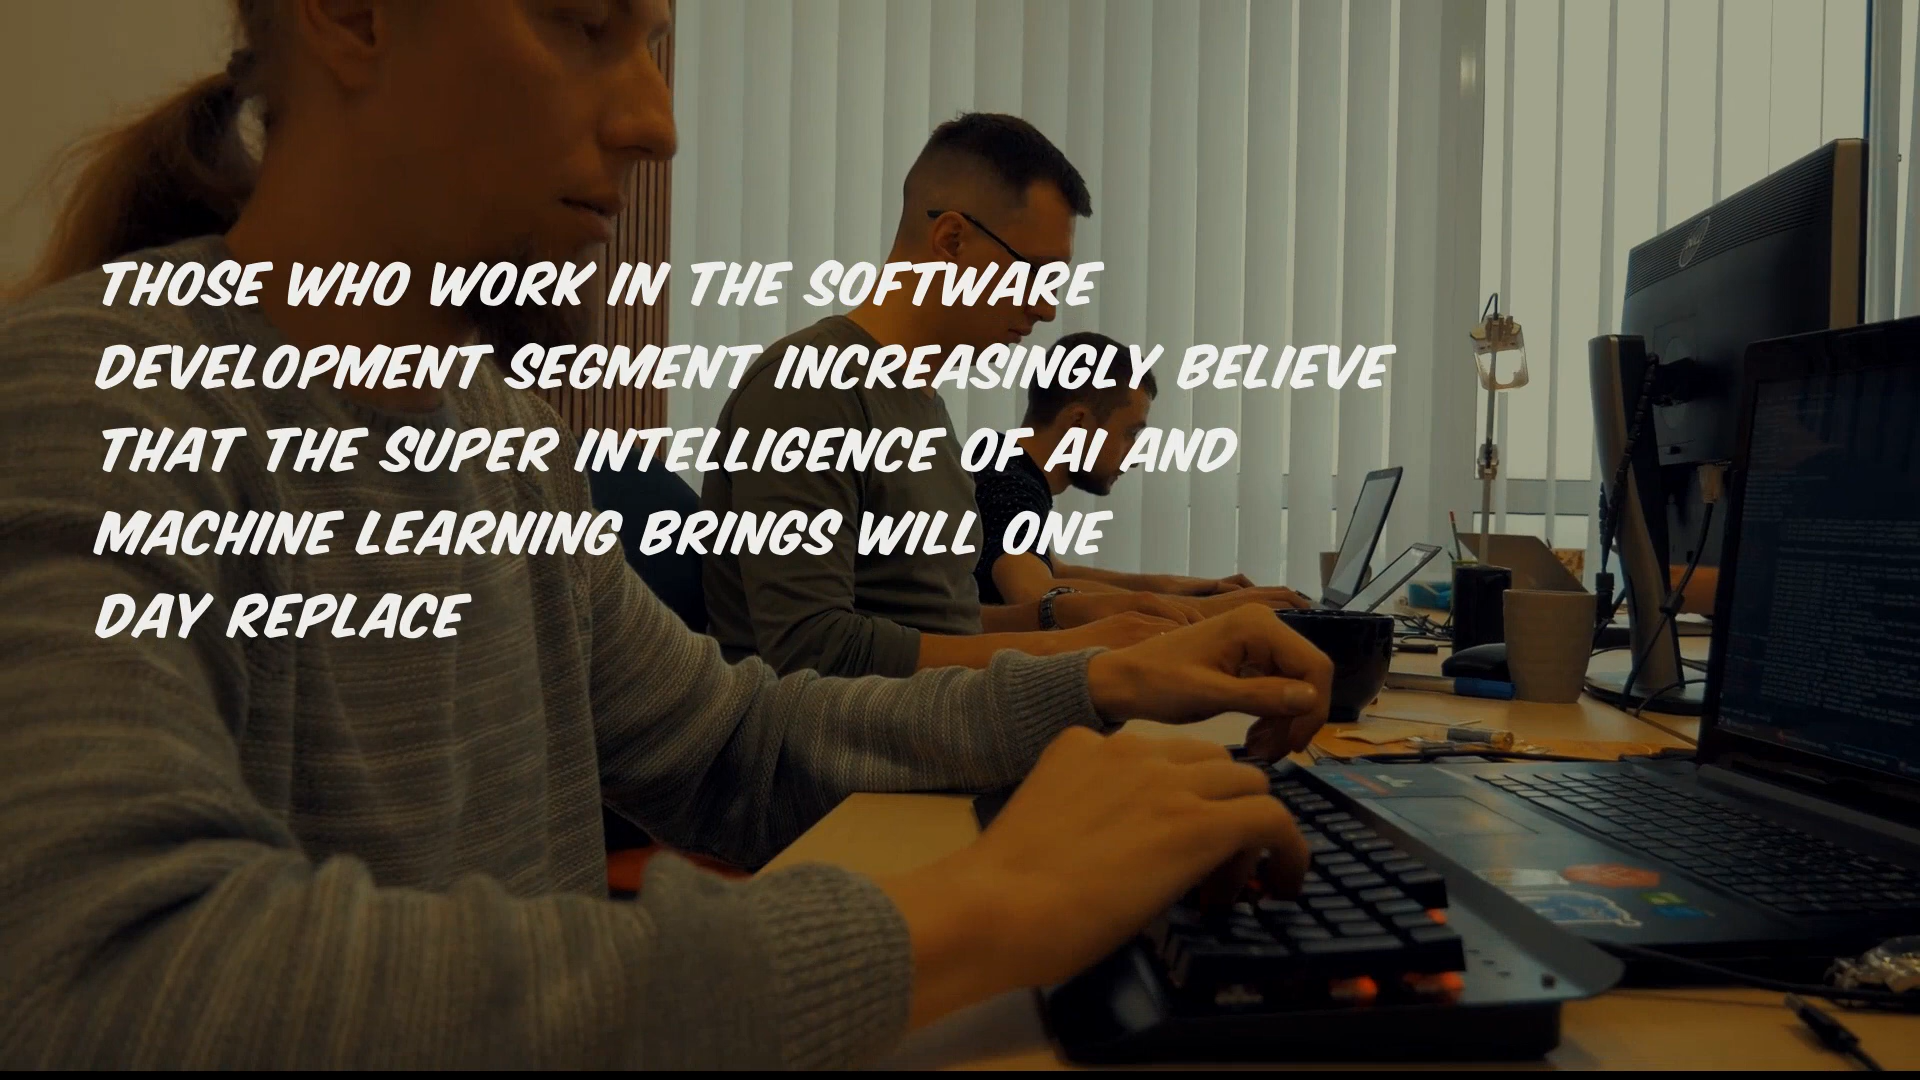 THOSE WHO WORK IN THE SOFTWARE
DEVELOPMENT SEGMENT INCREASINGLY BELIEVE
THAT THE SUPER INTELLIGENCE OF AI AND
MACHINE LEARNING BRINGS WILL ONE
DAY REPLACE